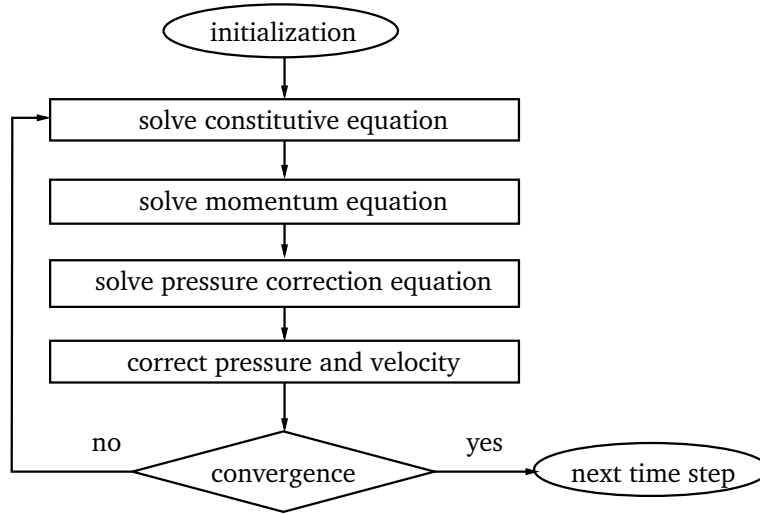 initialization
solve constitutive equation
solve momentum equation
solve pressure correction equation
correct pressure and velocity
no
yes
convergence
next time step